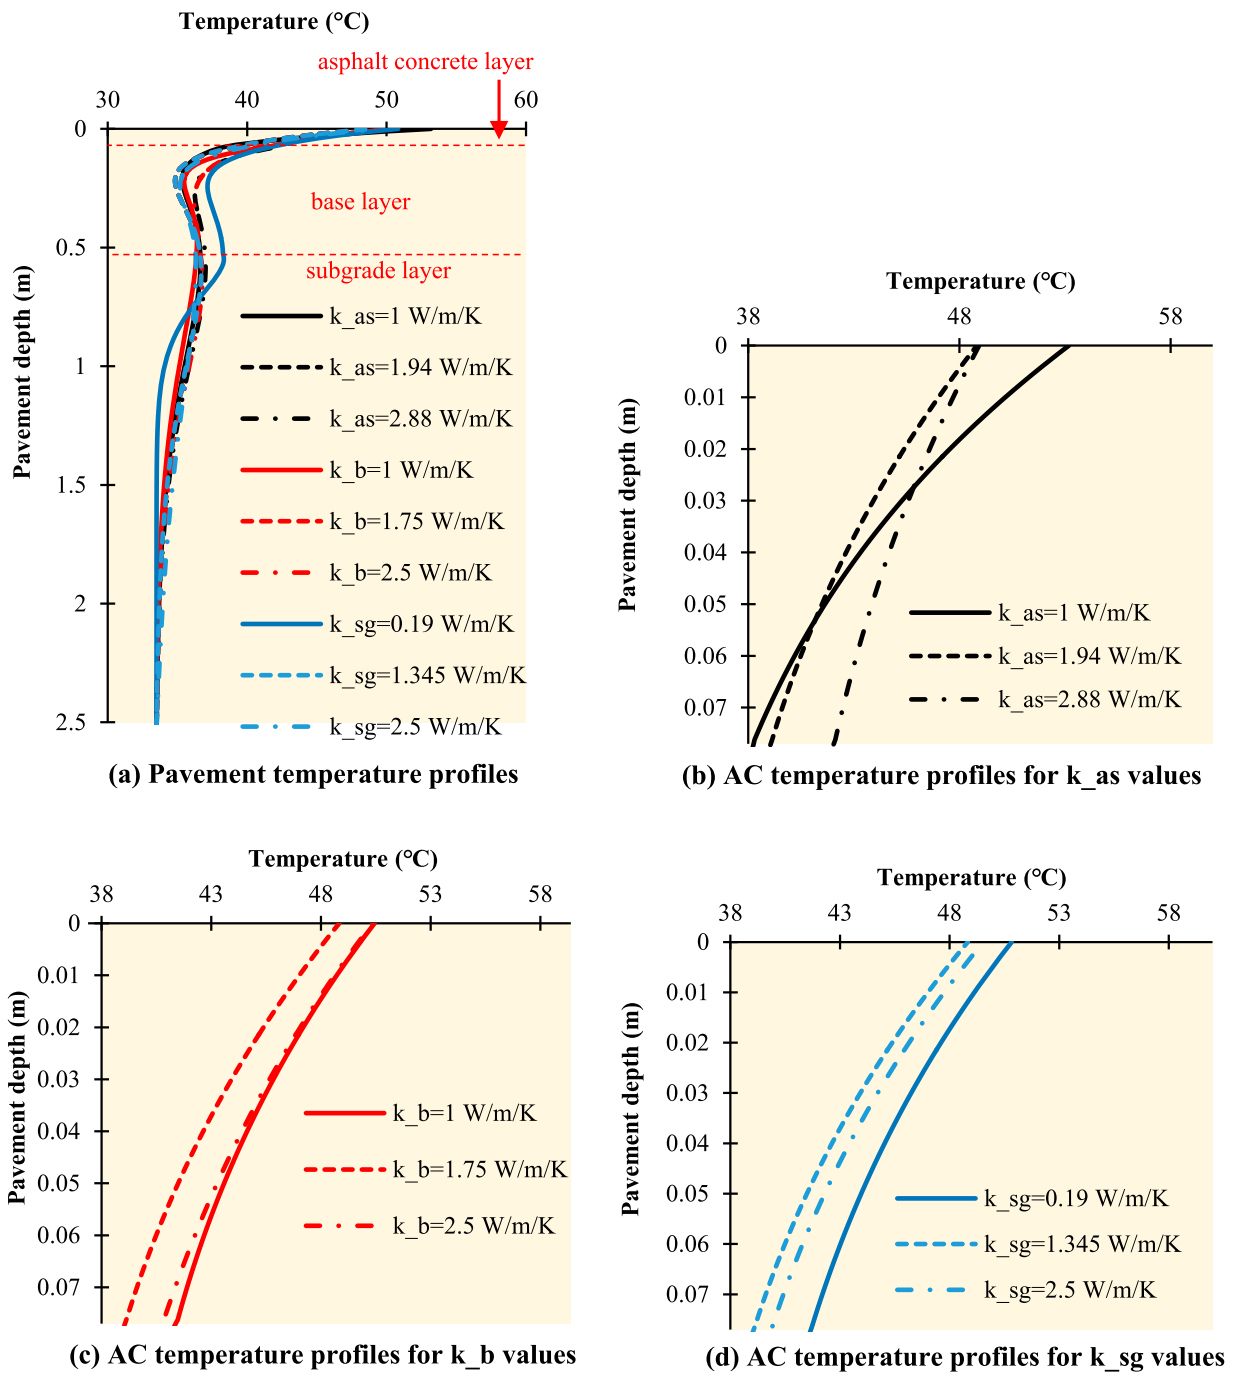 Temperature (°C)
asphalt concrete layer
30 40 50 60
0
base layer
0.5
subgrade layer
k_as=1 W/m/K
1
k_as=1.94 W/m/K
k_as=2.88 W/m/K
k_b=1 W/m/K
1.5
k_b=1.75 W/m/K
k_b=2.5 W/m/K
2
k_sg=0.19 W/m/K
k_sg=1.345 W/m/K
2.5
k_sg=2.5 W/m/K
Pavement depth (m)
(a) Pavement temperature profiles
Temperature (°C)
38 48 58
0
0.01
0.02
0.03
0.04
0.05
0.06
0.07
Pavement depth (m)
k_as=1 W/m/K
k_as=1.94 W/m/K
k_as=2.88 W/m/K
(b) AC temperature profiles for k_as values
Temperature (°C)
38 43 48 53 58
0
0.01
0.02
0.03
0.04
0.05
0.06
0.07
Pavement depth (m)
k_b=1 W/m/K
k_b=1.75 W/m/K
k_b=2.5 W/m/K
(c) AC temperature profiles for k_b values
Temperature (°C)
38 43 48 53 58
0
0.01
0.02
0.03
0.04
0.05
0.06
0.07
Pavement depth (m)
k_sg=0.19 W/m/K
k_sg=1.345 W/m/K
k_sg=2.5 W/m/K
(d) AC temperature profiles for k_sg values